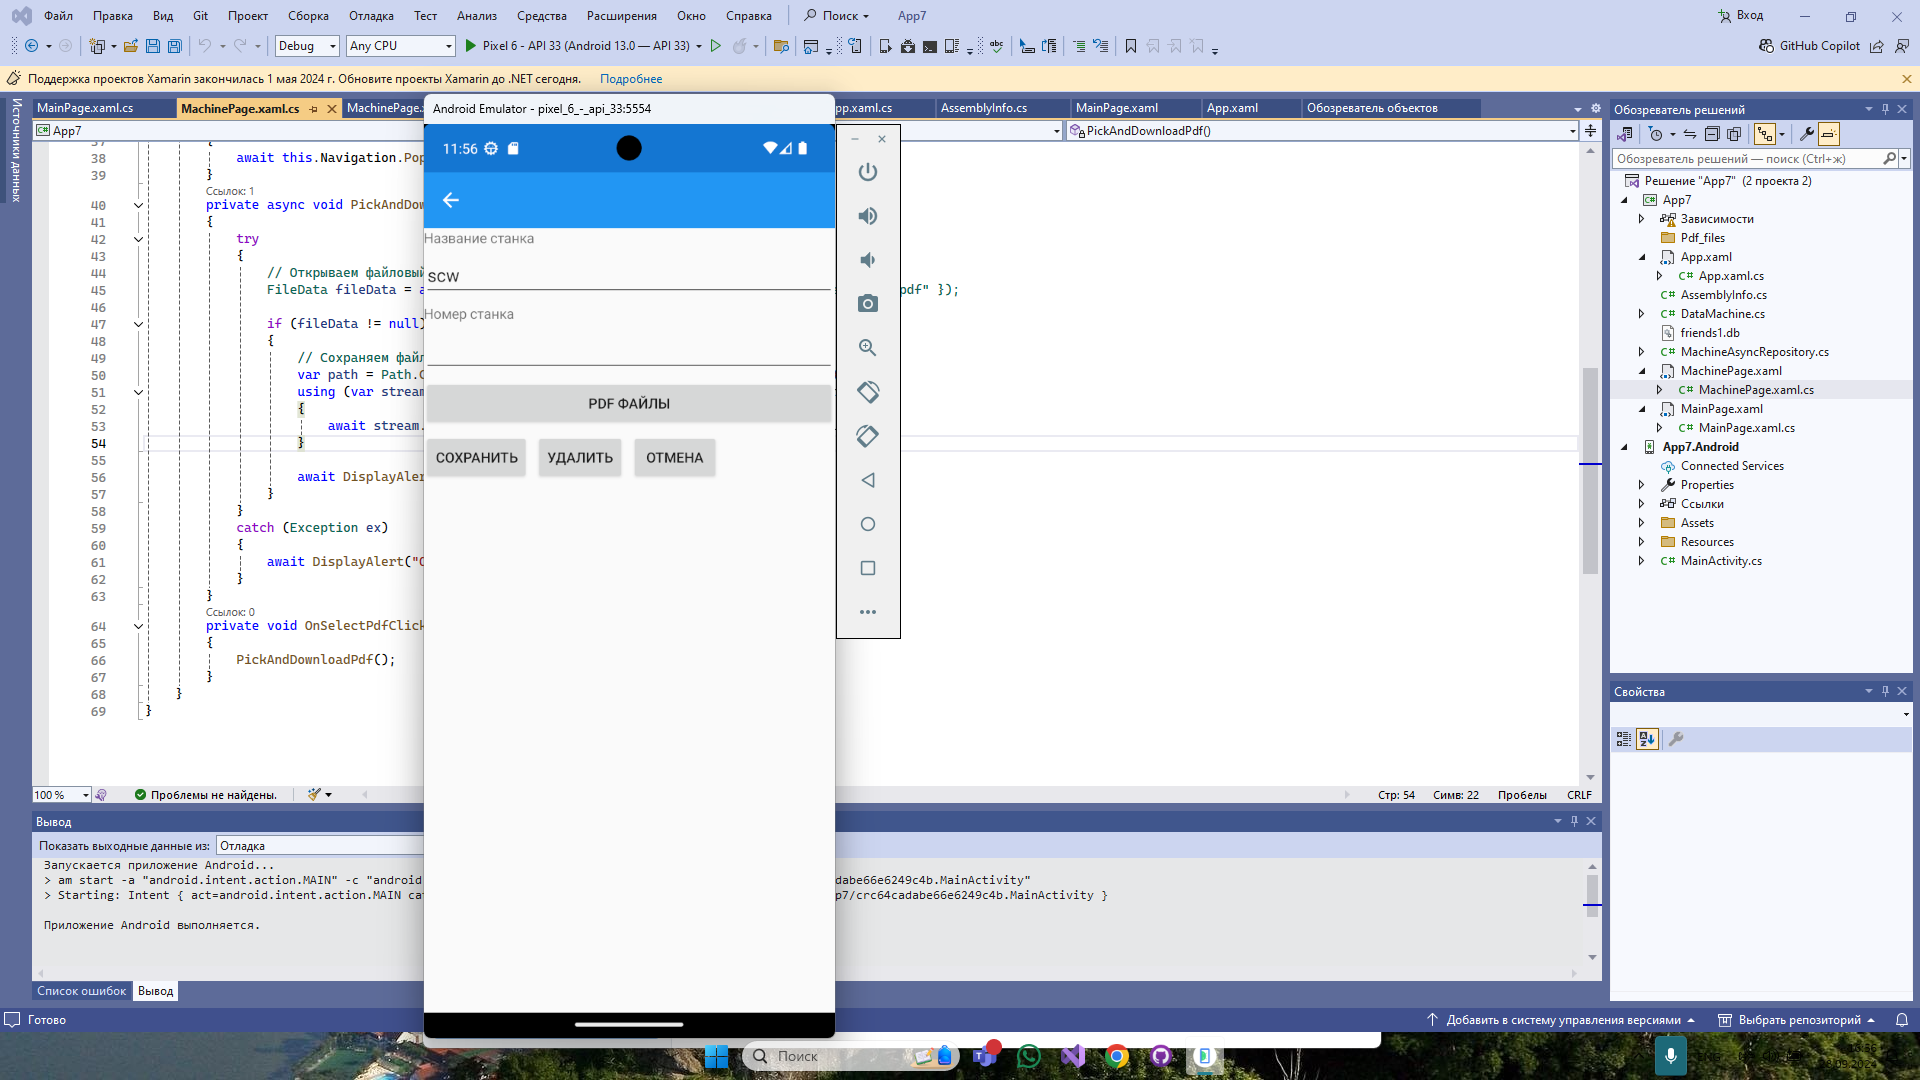 Файл Правка Вид Git Проект Сборка Отладка Тест Анализ Средства Расширения Окно Справка Поиск App7 Вход
Debug Any CPU Pixel 6 - API 33 (Android 13.0 — API 33) GitHub Copilot
Поддержка проектов Xamarin закончилась 1 мая 2024 г. Обновите проекты Xamarin до .NET сегодня. Подробнее
Источники данных
MainPage.xaml.cs MachinePage.xaml.cs MachinePage. AssemblyInfo.cs MainPage.xaml App.xaml Обозреватель объектов
App7 PickAndDownloadPdf()
38 await this.Navigation.Pop
39 }
Ссылок: 1
40 private async void PickAndDow
41 {
42 try
43 {
44 // Открываем файловый
45 FileData fileData = a pdf" });
46
47 if (fileData != null)
48 {
49 // Сохраняем файл
50 var path = Path.
51 using (var stream
52 {
53 await stream.
54 }
55
56 await DisplayAler
57 }
58 }
59 catch (Exception ex)
60 {
61 await DisplayAlert("
62 }
63 }
Ссылок: 0
64 private void OnSelectPdfClick
65 {
66 PickAndDownloadPdf();
67 }
68 }
69 }
100 % Проблемы не найдены. Стр: 54 Симв: 22 Пробелы CRLF
Android Emulator - pixel_6_-_api_33:5554
11:56
Название станка
scw
Номер станка
PDF ФАЙЛЫ
СОХРАНИТЬ УДАЛИТЬ ОТМЕНА
Вывод
Показать выходные данные из: Отладка
Запускается приложение Android...
> am start -a "android.intent.action.MAIN" -c "android adabe66e6249c4b.MainActivity"
> Starting: Intent { act=android.intent.action.MAIN ca p7/crc64cadabe66e6249c4b.MainActivity }
Приложение Android выполняется.
Список ошибок Вывод
Обозреватель решений
Обозреватель решений — поиск (Ctrl+ж)
Решение "App7" (2 проекта 2)
App7
Зависимости
Pdf_files
App.xaml
App.xaml.cs
AssemblyInfo.cs
DataMachine.cs
friends1.db
MachineAsyncRepository.cs
MachinePage.xaml
MachinePage.xaml.cs
MainPage.xaml
MainPage.xaml.cs
App7.Android
Connected Services
Properties
Ссылки
Assets
Resources
MainActivity.cs
Свойства
Готово Добавить в систему управления версиями Выбрать репозиторий
Поиск